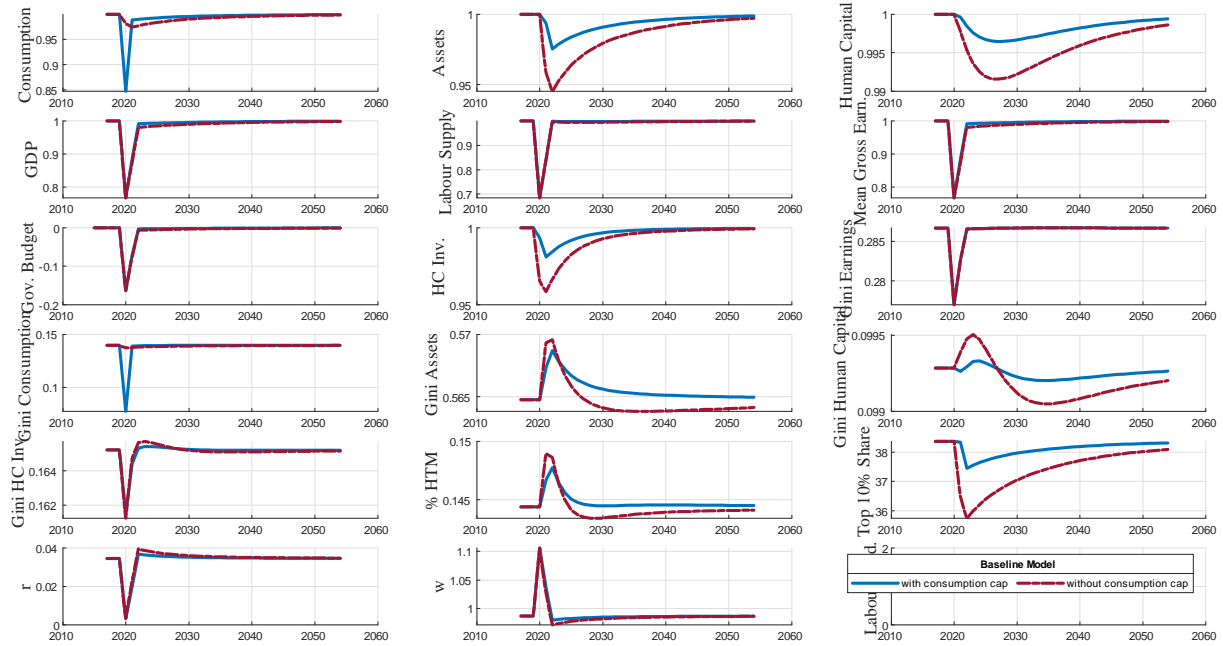 Consumption
0.95
0.9
0.85
2010 2020 2030 2040 2050 2060
Assets
1
0.95
2010 2020 2030 2040 2050 2060
Human Capital
1
0.995
0.99
2010 2020 2030 2040 2050 2060
GDP
1
0.9
0.8
2010 2020 2030 2040 2050 2060
Labour Supply
0.9
0.8
0.7
2010 2020 2030 2040 2050 2060
Mean Gross Earn.
1
0.9
0.8
2010 2020 2030 2040 2050 2060
Gov. Budget
0
-0.1
-0.2
2010 2020 2030 2040 2050 2060
HC Inv.
1
0.95
2010 2020 2030 2040 2050 2060
Gini Earnings
0.285
0.28
2010 2020 2030 2040 2050 2060
Gini Consumption
0.15
0.1
2010 2020 2030 2040 2050 2060
Gini Assets
0.57
0.565
2010 2020 2030 2040 2050 2060
Gini Human Capital
0.0995
0.099
2010 2020 2030 2040 2050 2060
Gini HC Inv.
0.164
0.162
2010 2020 2030 2040 2050 2060
% HTM
0.15
0.145
2010 2020 2030 2040 2050 2060
Top 10% Share
38
37
36
2010 2020 2030 2040 2050 2060
r
0.04
0.02
0
2010 2020 2030 2040 2050 2060
w
1.1
1.05
1
2010 2020 2030 2040 2050 2060
2
0
2010 2020 2030 2040 2050 2060
Baseline Model
with consumption cap
without consumption cap